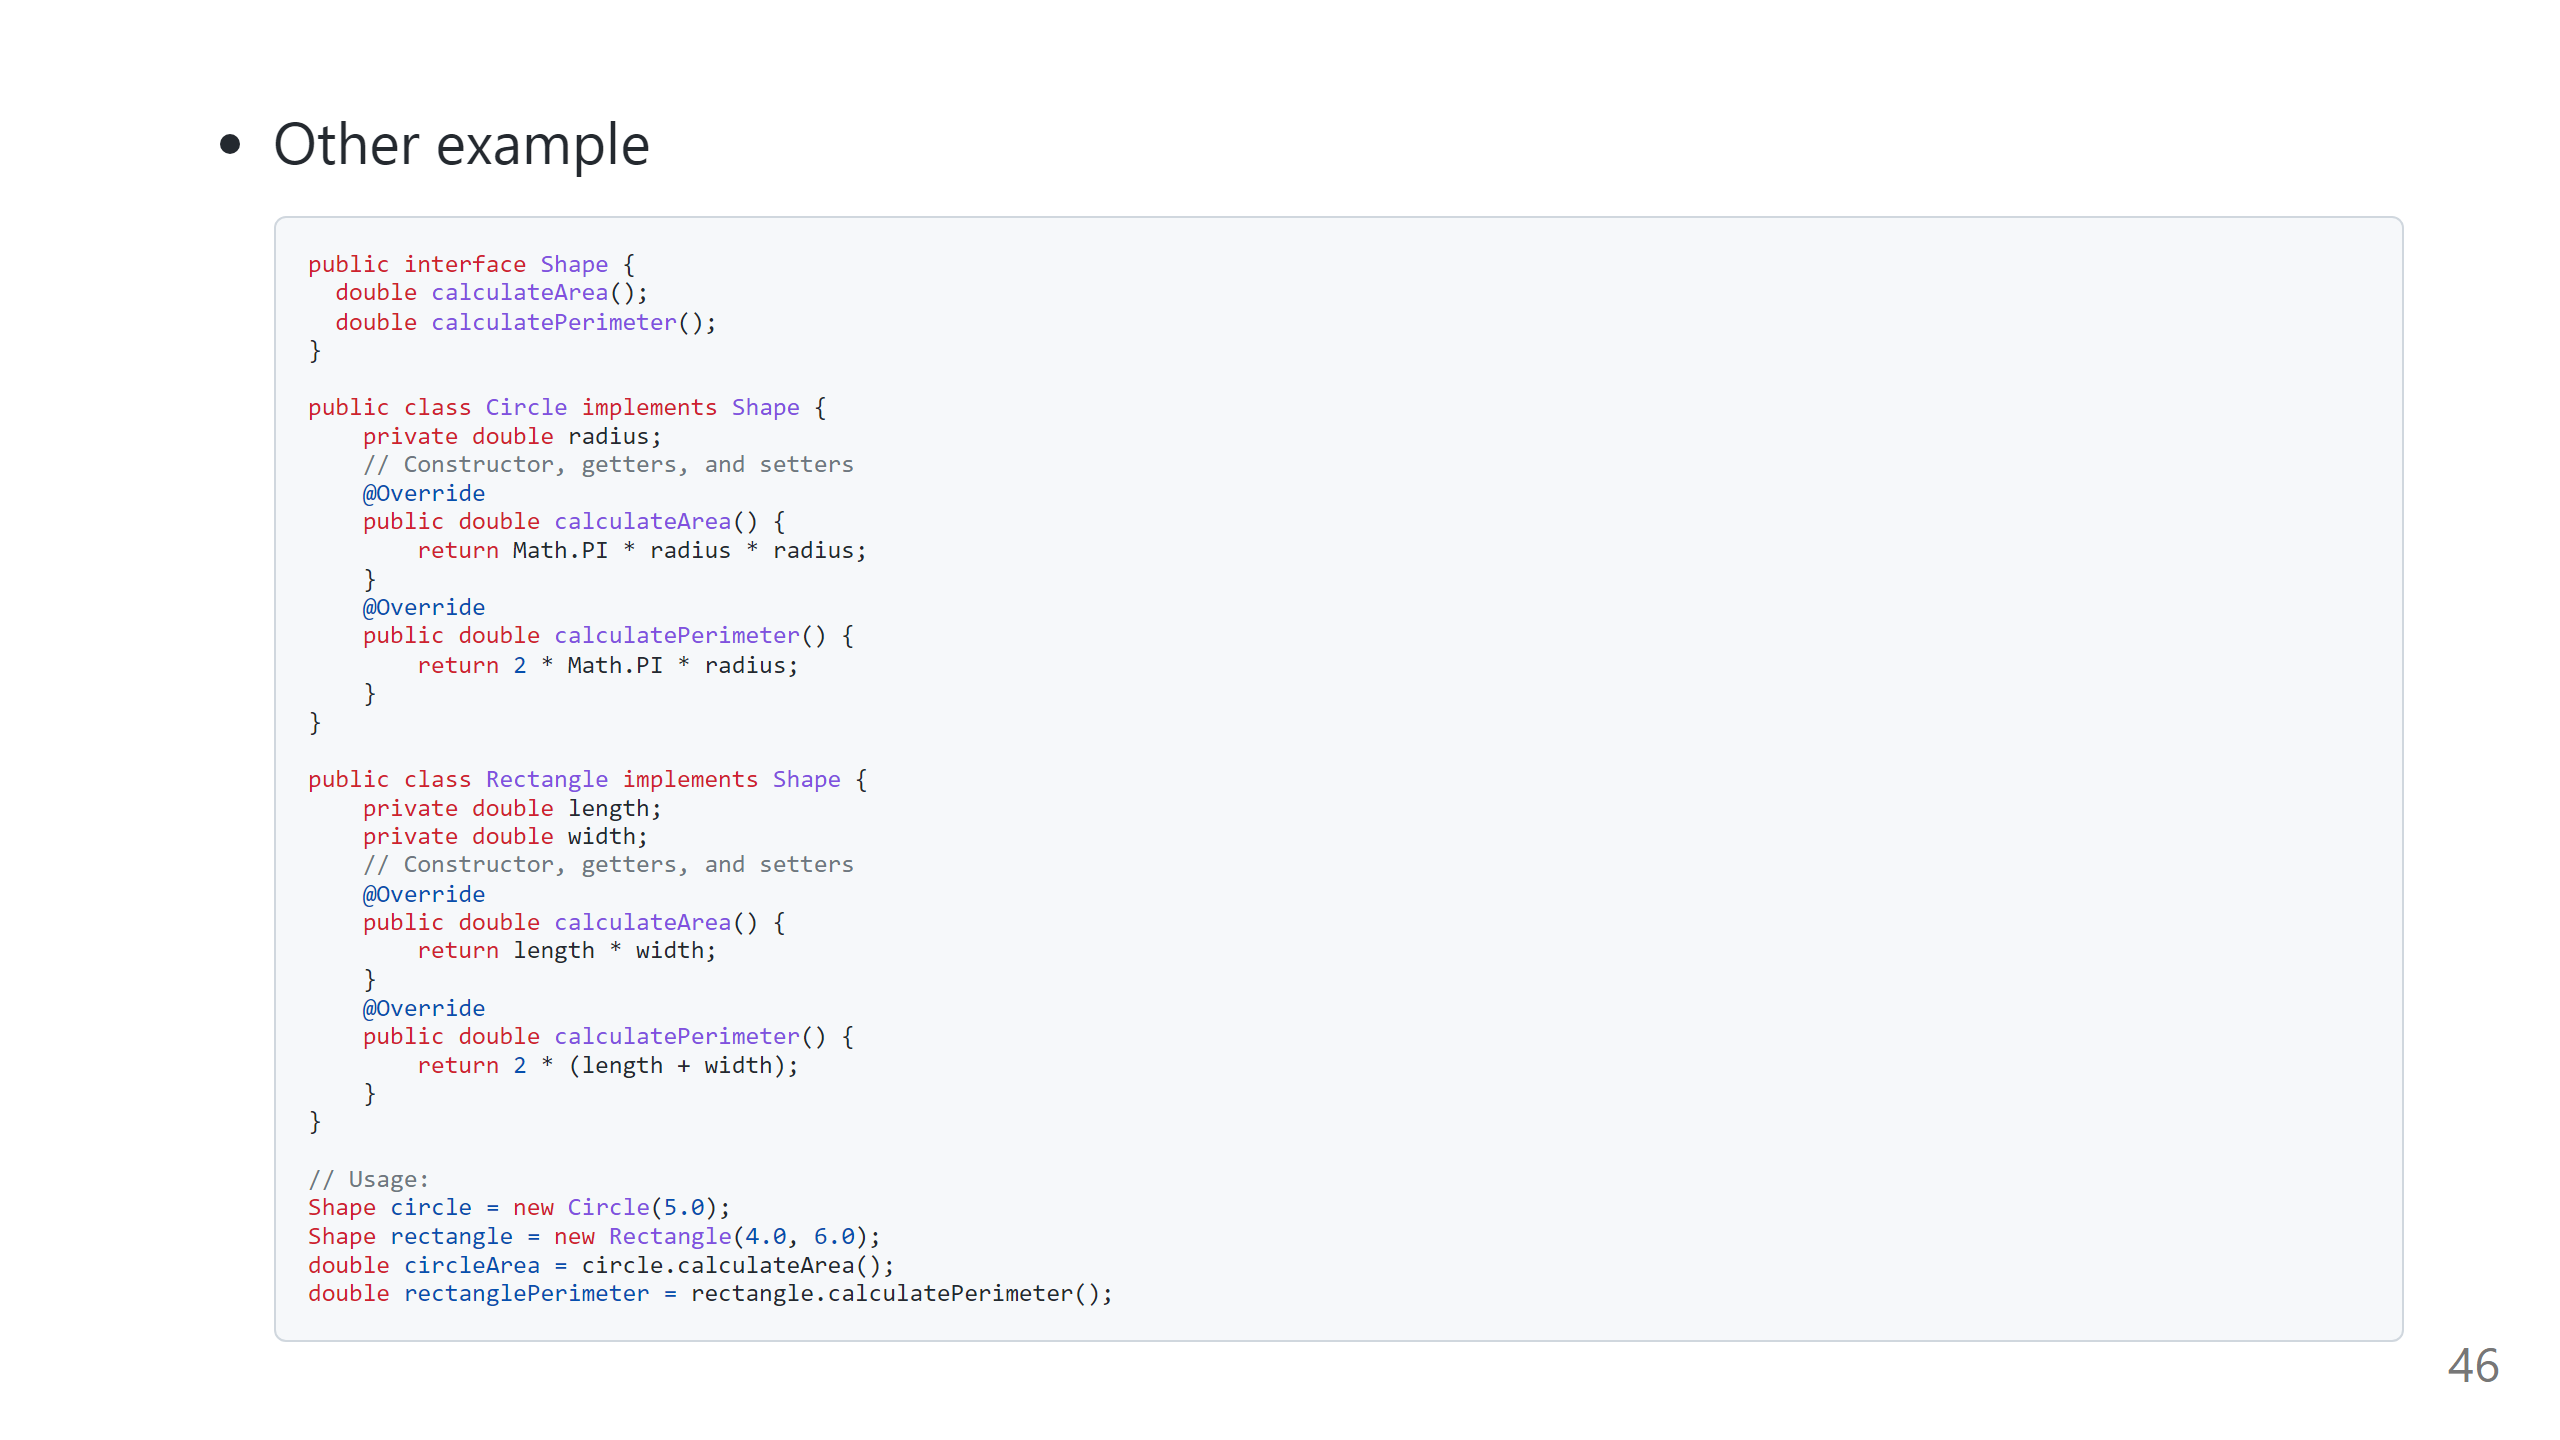 • Other example
public interface Shape {
  double calculateArea();
  double calculatePerimeter();
}

public class Circle implements Shape {
    private double radius;
    // Constructor, getters, and setters
    @Override
    public double calculateArea() {
        return Math.PI * radius * radius;
    }
    @Override
    public double calculatePerimeter() {
        return 2 * Math.PI * radius;
    }
}

public class Rectangle implements Shape {
    private double length;
    private double width;
    // Constructor, getters, and setters
    @Override
    public double calculateArea() {
        return length * width;
    }
    @Override
    public double calculatePerimeter() {
        return 2 * (length + width);
    }
}

// Usage:
Shape circle = new Circle(5.0);
Shape rectangle = new Rectangle(4.0, 6.0);
double circleArea = circle.calculateArea();
double rectanglePerimeter = rectangle.calculatePerimeter();
46